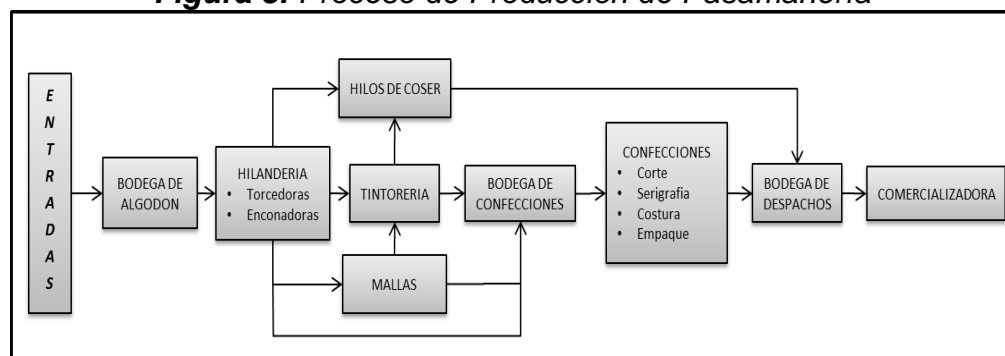 Figura Proceso de Producción de Pasamanería
E
N
T
R
A
D
A
S
BODEGA DE
ALGODON
HILANDERIA
• Torcedoras
• Enconadoras
HILOS DE COSER
TINTORERIA
MALLAS
BODEGA DE
CONFECCIONES
CONFECCIONES
• Corte
• Serigrafia
• Costura
• Empaque
BODEGA DE
DESPACHOS
COMERCIALIZADORA